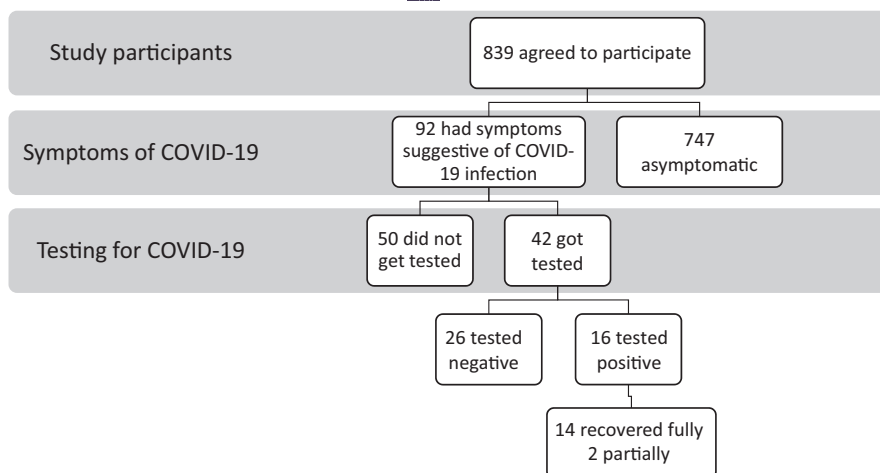 Study participants
839 agreed to participate
Symptoms of COVID-19
92 had symptoms
suggestive of COVID-
19 infection
747
asymptomatic
Testing for COVID-19
50 did not
get tested
42 got
tested
26 tested
negative
16 tested
positive
14 recovered fully
2 partially